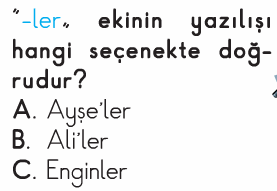 "-ler„ ekinin yazılışı
hangi seçenekte doğ-
rudur?
A. Ayşe'ler
B. Ali'ler
C. Enginler